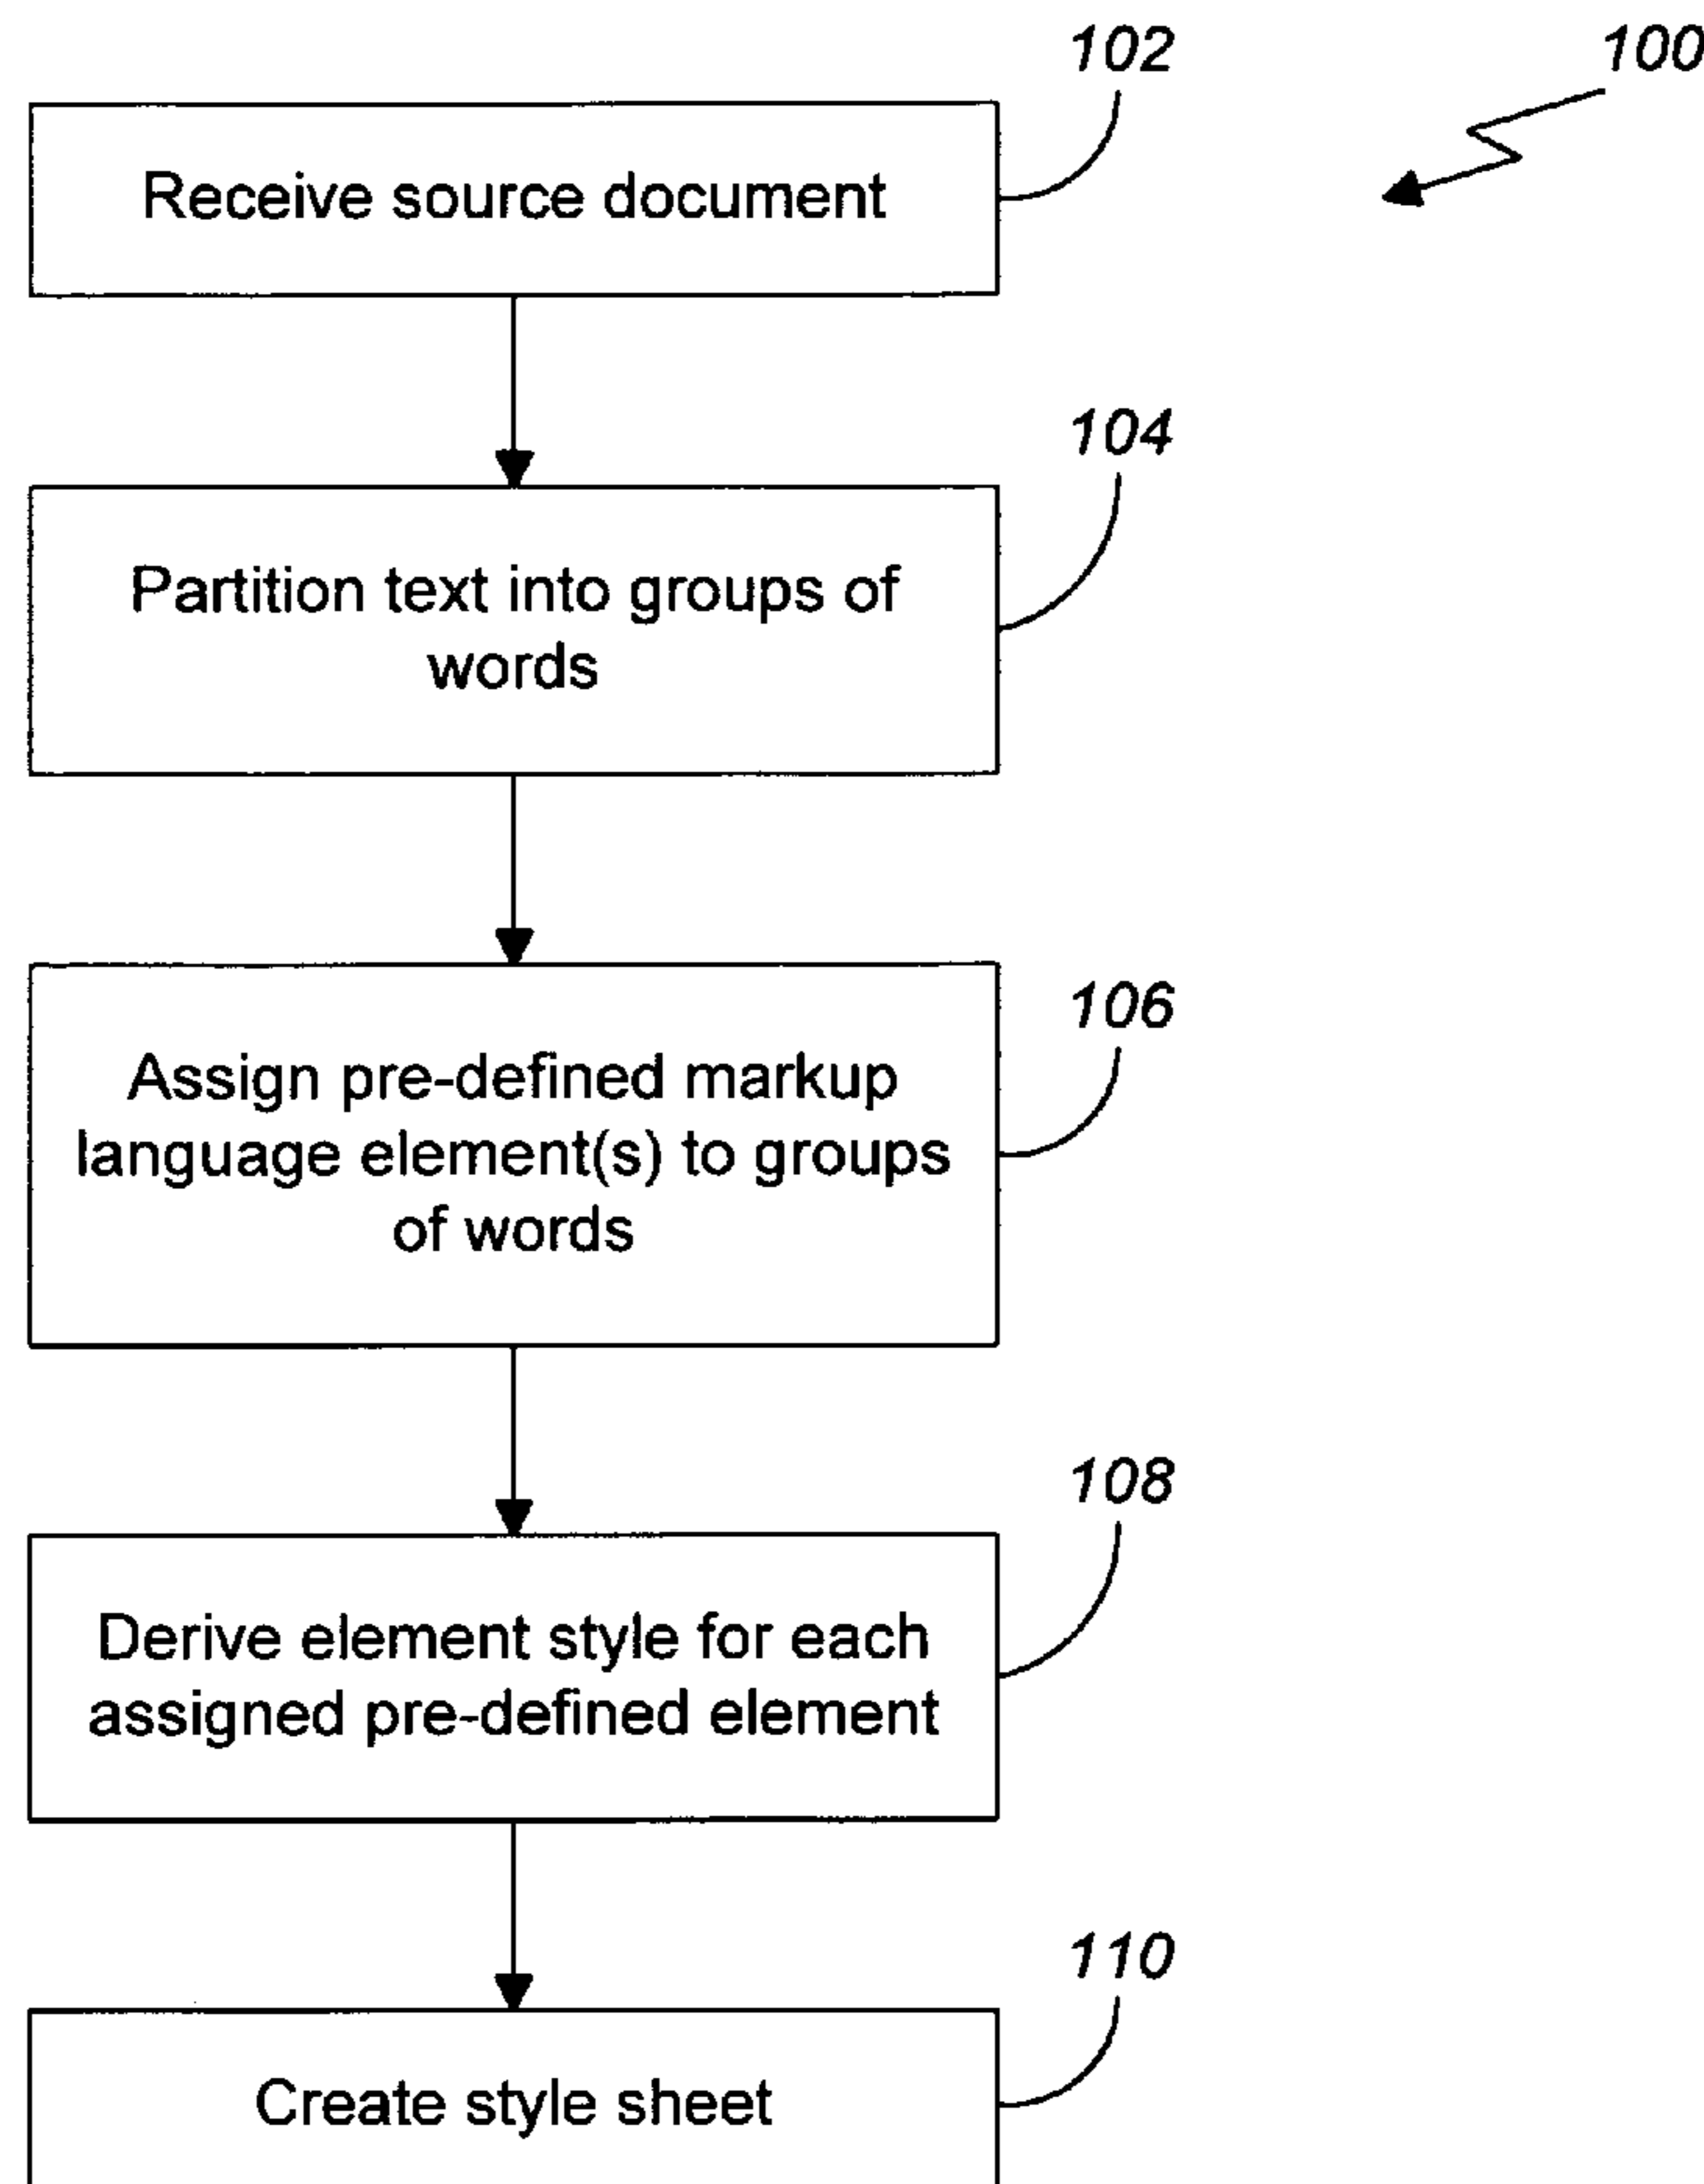 102
100
Receive source document
104
Partition text into groups of
words
106
Assign pre-defined markup
language element(s) to groups
of words
108
Derive element style for each
assigned pre-defined element
110
Create style sheet